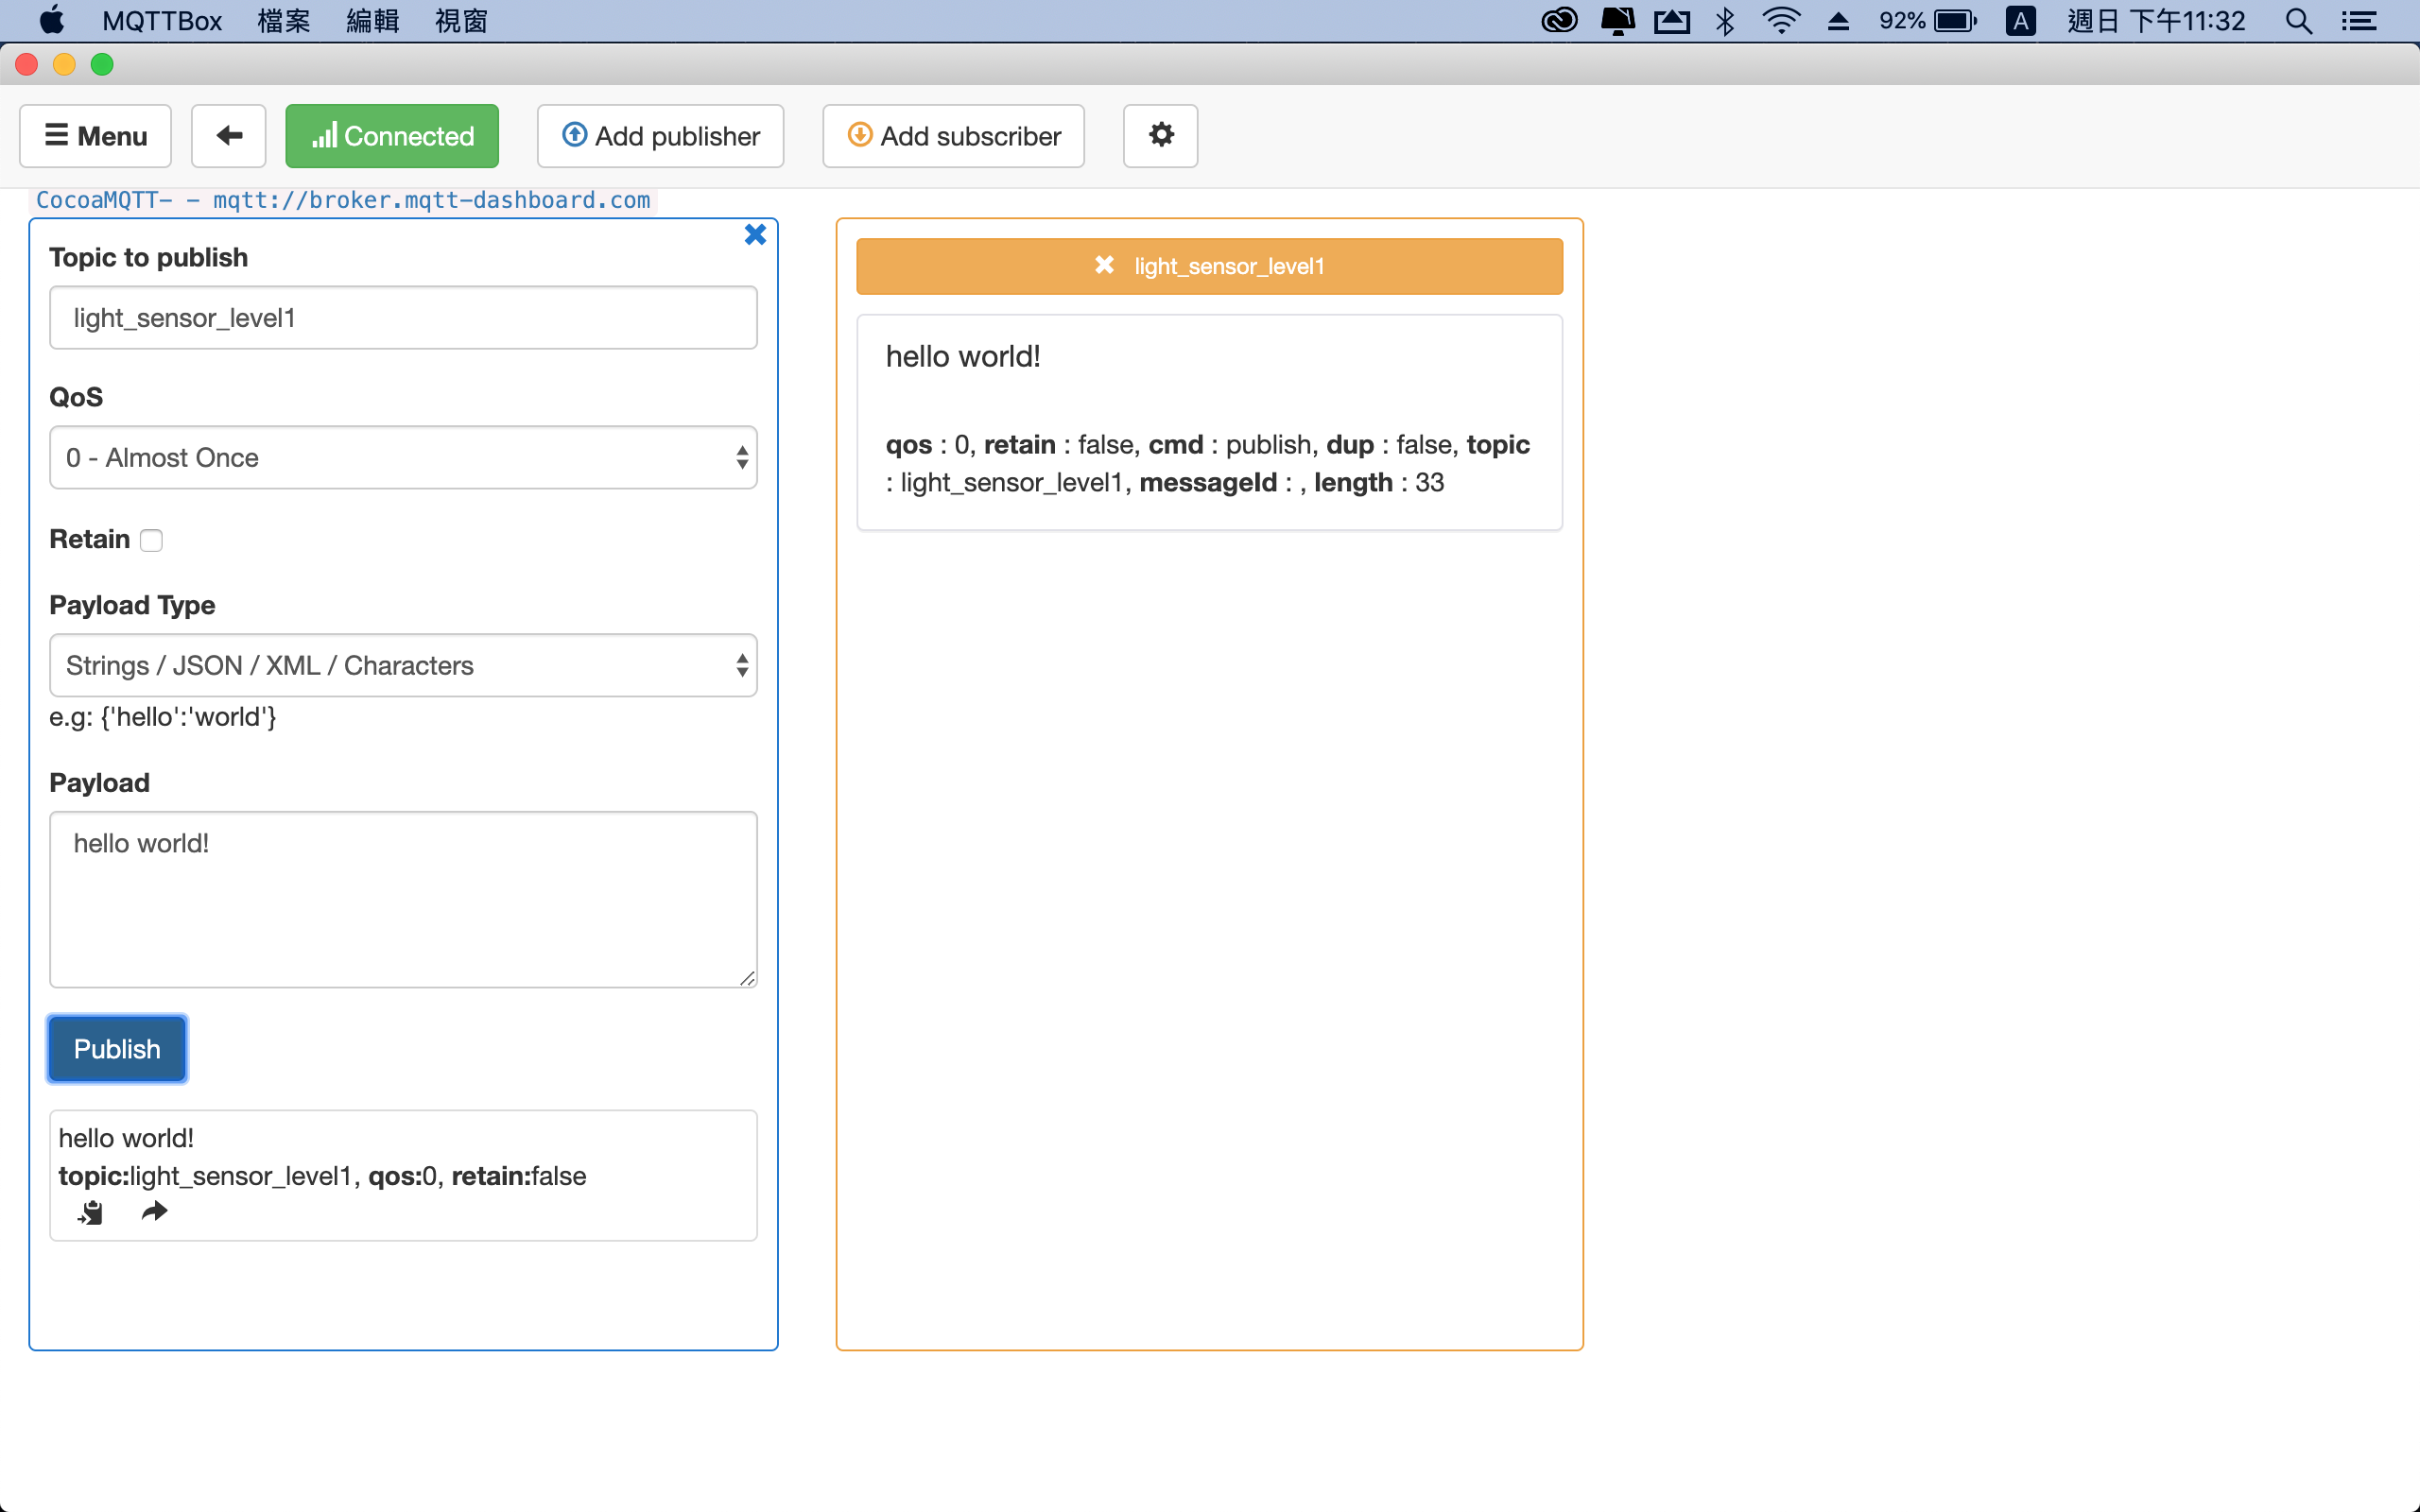 MQTTBox 檔案 編輯 視窗 92% A 週日 下午11:32
Menu Connected Add publisher Add subscriber
CocoaMQTT- - mqtt://broker.mqtt-dashboard.com
Topic to publish
light_sensor_level1
QoS
0 - Almost Once
Retain
Payload Type
Strings / JSON / XML / Characters
e.g: {'hello':'world'}
Payload
hello world!
Publish
hello world!
topic:light_sensor_level1, qos:0, retain:false
light_sensor_level1
hello world!
qos : 0, retain : false, cmd : publish, dup : false, topic
: light_sensor_level1, messageId : , length : 33